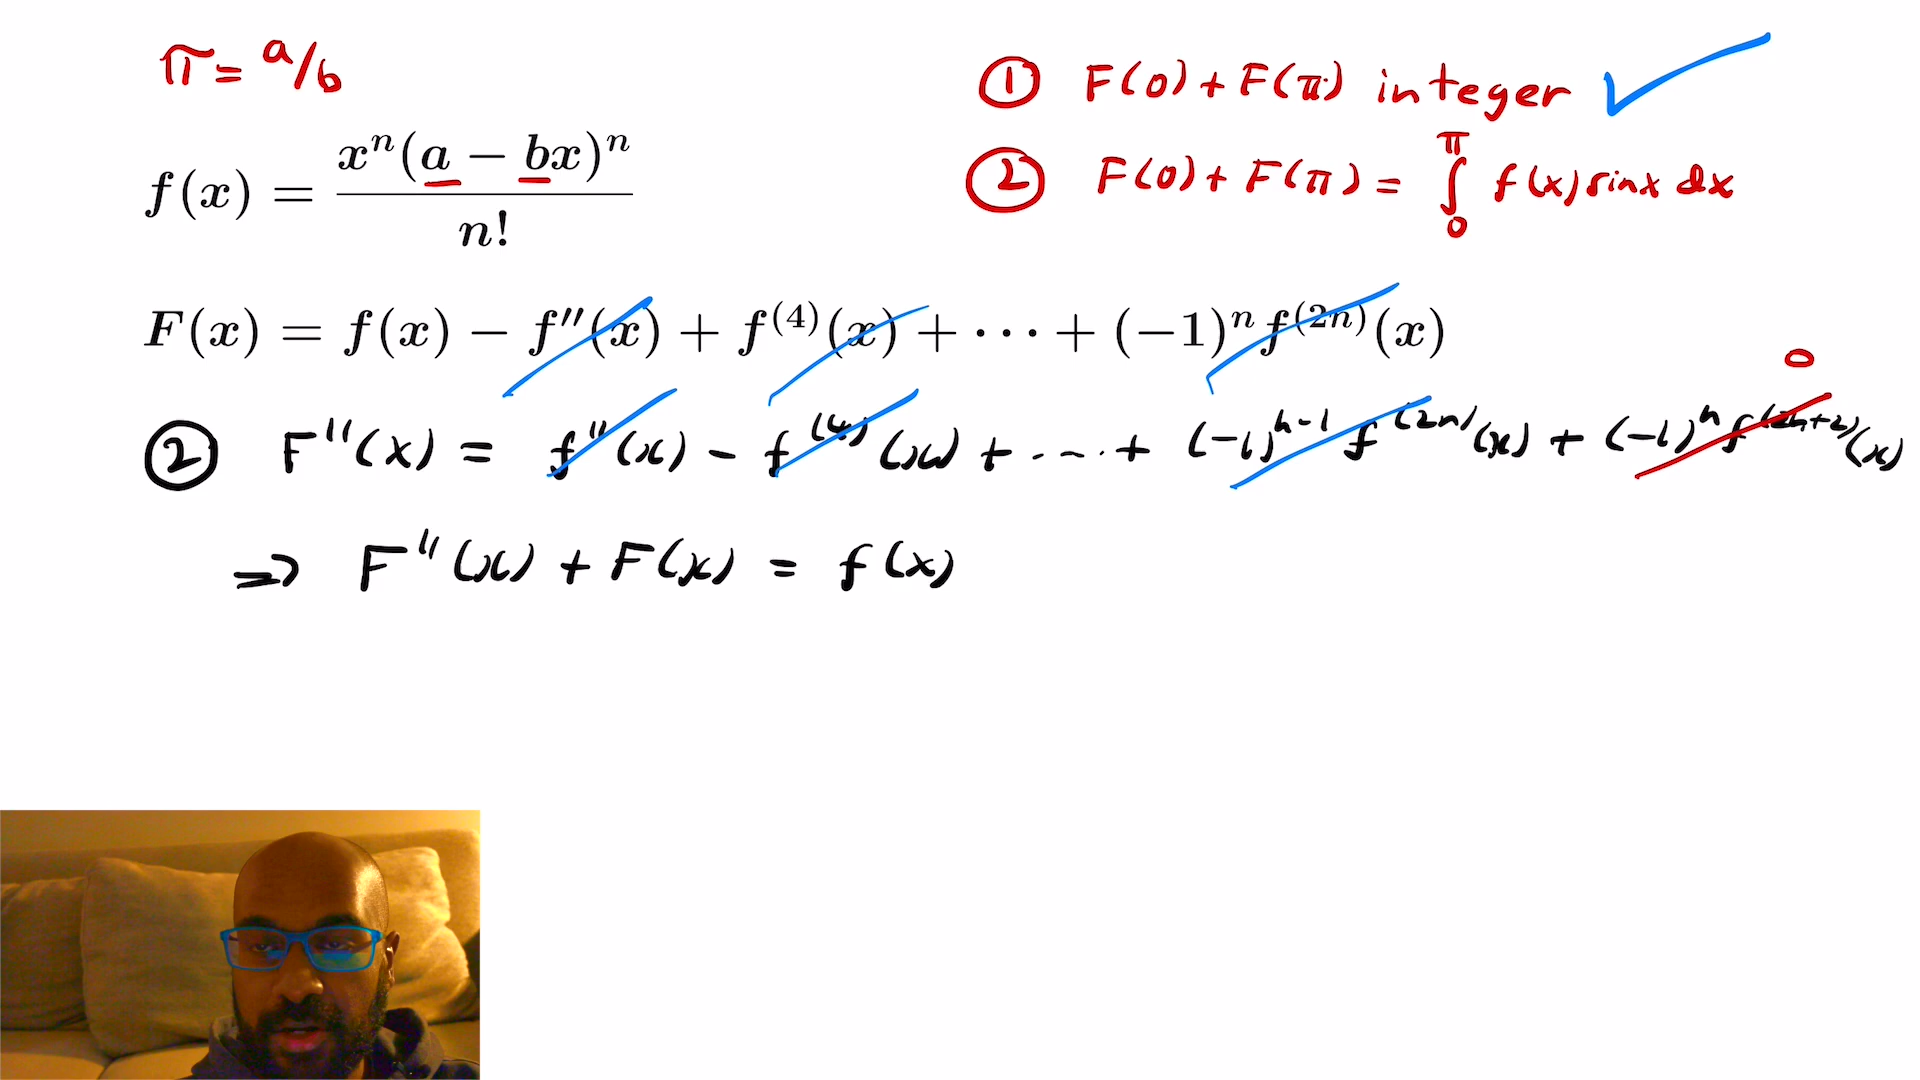 π = a/b
① F(0) + F(π) integer ✓
f(x) = xⁿ(a − bx)ⁿ / n!
② F(0) + F(π) = ∫₀^π f(x) sin x dx
F(x) = f(x) − f''(x) + f⁽⁴⁾(x) + ··· + (−1)ⁿ f⁽²ⁿ⁾(x)
0
② F''(x) = f''(x) − f⁽⁴⁾(x) + ··· + (−1)ⁿ⁻¹ f⁽²ⁿ⁾(x) + (−1)ⁿ f⁽²ⁿ⁺²⁾(x)
⇒ F''(x) + F(x) = f(x)